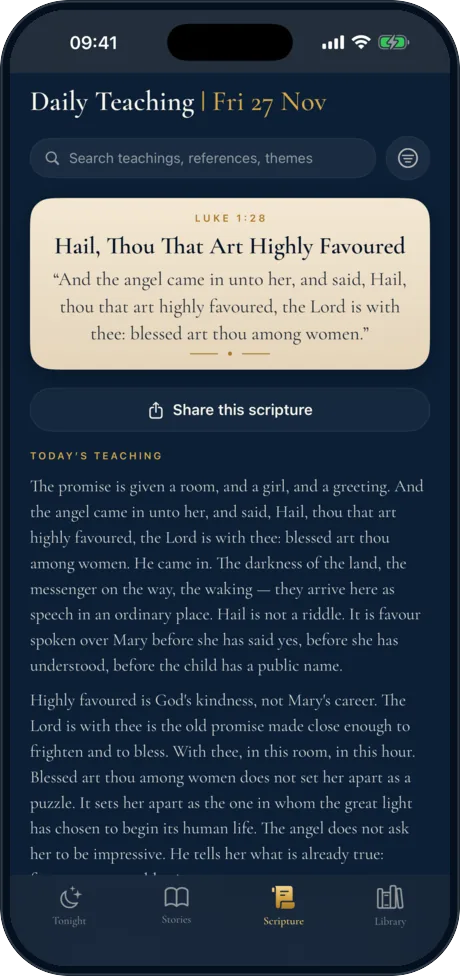 09:41
Daily Teaching | Fri 27 Nov
Search teachings, references, themes
LUKE 1:28
Hail, Thou That Art Highly Favoured
“And the angel came in unto her, and said, Hail,
thou that art highly favoured, the Lord is with
thee: blessed art thou among women.”
Share this scripture
TODAY’S TEACHING
The promise is given a room, and a girl, and a greeting. And
the angel came in unto her, and said, Hail, thou that art
highly favoured, the Lord is with thee: blessed art thou
among women. He came in. The darkness of the land, the
messenger on the way, the waking — they arrive here as
speech in an ordinary place. Hail is not a riddle. It is favour
spoken over Mary before she has said yes, before she has
understood, before the child has a public name.
Highly favoured is God's kindness, not Mary's career. The
Lord is with thee is the old promise made close enough to
frighten and to bless. With thee, in this room, in this hour.
Blessed art thou among women does not set her apart as a
puzzle. It sets her apart as the one in whom the great light
has chosen to begin its human life. The angel does not ask
her to be impressive. He tells her what is already true:
Tonight
Stories
Scripture
Library